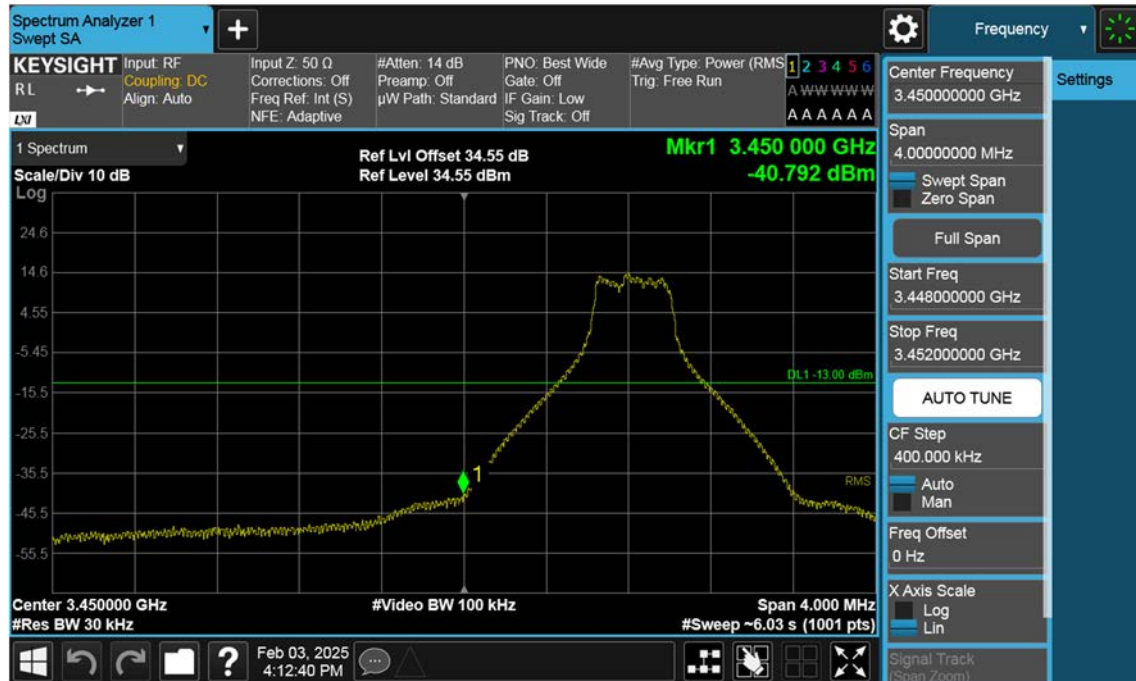 Spectrum Analyzer 1
Swept SA
+
Frequency
KEYSIGHT
RL
LXI
Input: RF
Coupling: DC
Align: Auto
Input Z: 50 Ω
Corrections: Off
Freq Ref: Int (S)
NFE: Adaptive
#Atten: 14 dB
Preamp: Off
µW Path: Standard
PNO: Best Wide
Gate: Off
IF Gain: Low
Sig Track: Off
#Avg Type: Power (RMS
Trig: Free Run
1 2 3 4 5 6
A W W W W W
A A A A A A
1 Spectrum
Scale/Div 10 dB
Ref Lvl Offset 34.55 dB
Ref Level 34.55 dBm
Mkr1 3.450 000 GHz
-40.792 dBm
Log
24.6
14.6
4.55
-5.45
-15.5
-25.5
-35.5
-45.5
-55.5
DL1 -13.00 dBm
1
RMS
Center 3.450000 GHz
#Res BW 30 kHz
#Video BW 100 kHz
Span 4.000 MHz
#Sweep ~6.03 s (1001 pts)
Center Frequency
3.450000000 GHz
Span
4.00000000 MHz
Swept Span
Zero Span
Full Span
Start Freq
3.448000000 GHz
Stop Freq
3.452000000 GHz
AUTO TUNE
CF Step
400.000 kHz
Auto
Man
Freq Offset
0 Hz
X Axis Scale
Log
Lin
Signal Track
(Span Zoom)
Settings
?
Feb 03, 2025
4:12:40 PM